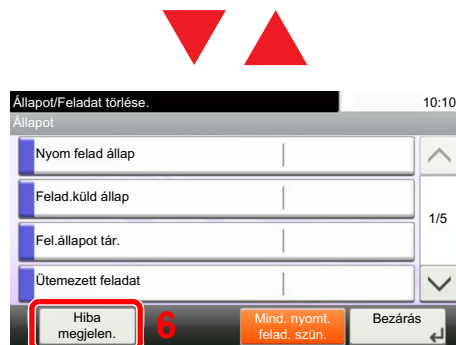 Állapot/Feladat törlése.
10:10
Állapot
Nyom felad állap
Felad.küld állap
1/5
Fel.állapot tár.
Ütemezett feladat
Hiba
megjelen.
6
Mind. nyomt.
felad. szün.
Bezárás